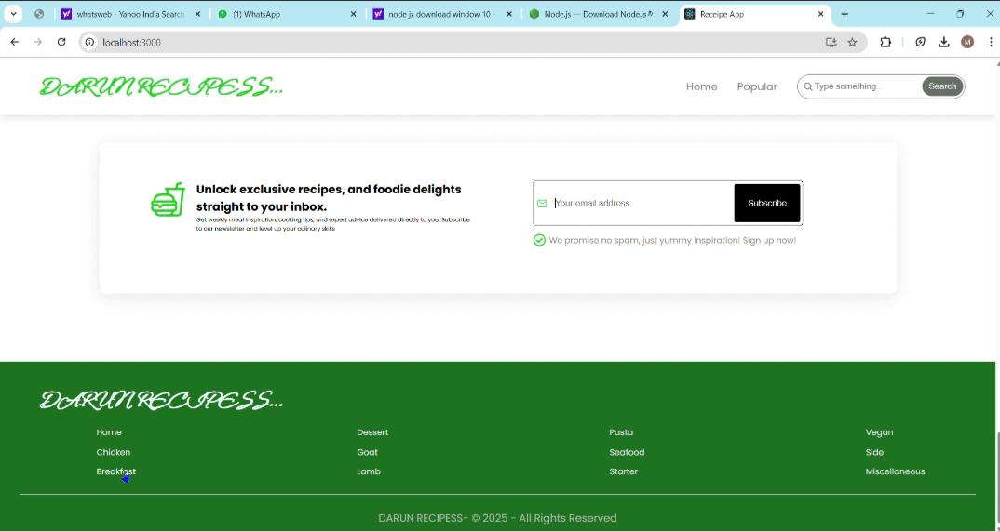 whatsweb - Yahoo India Search
(1) WhatsApp
node js download window 10 -
Node.js — Download Node.js®
Receipe App
localhost:3000
M
DARUN RECIPESS...
Home
Popular
Type something..
Search
Unlock exclusive recipes, and foodie delights
straight to your inbox.
Get weekly meal inspiration, cooking tips, and expert advice delivered directly to you. Subscribe
to our newsletter and level up your culinary skills
Your email address
Subscribe
We promise no spam, just yummy inspiration! Sign up now!
DARUN RECIPESS...
Home
Dessert
Pasta
Vegan
Chicken
Goat
Seafood
Side
Breakfast
Lamb
Starter
Miscellaneous
DARUN RECIPESS- © 2025 - All Rights Reserved